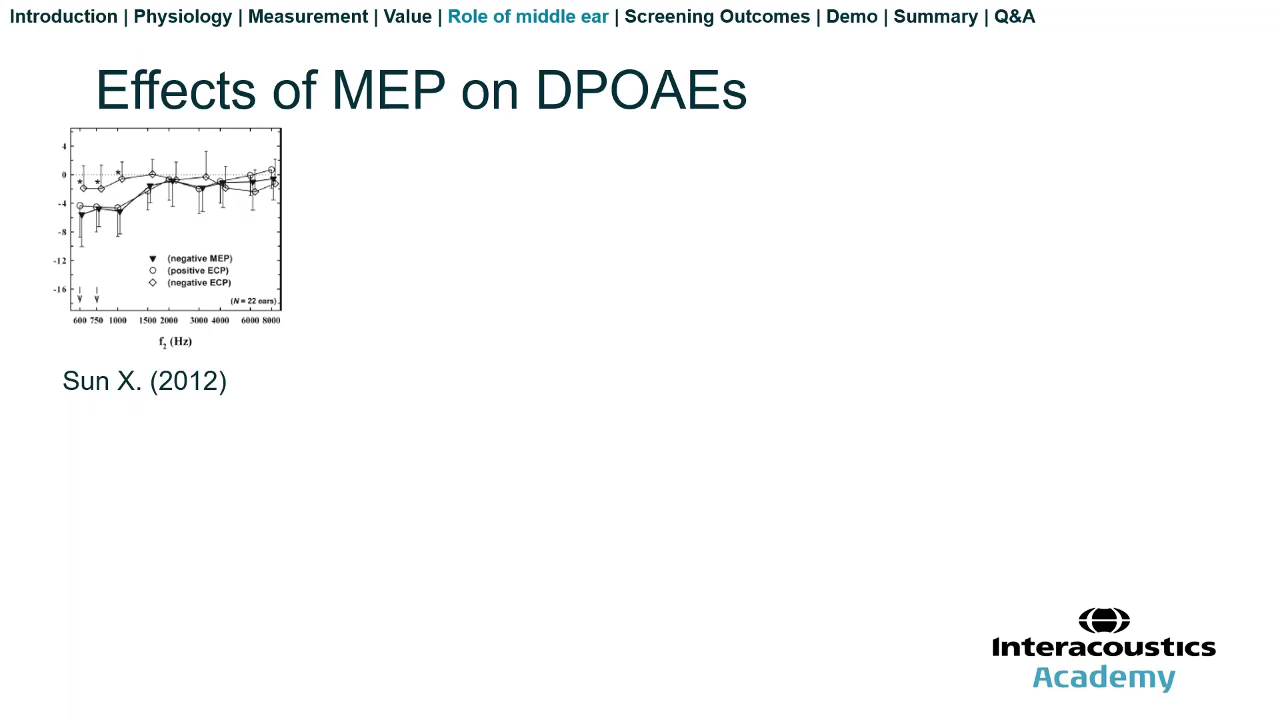 Introduction | Physiology | Measurement | Value | Role of middle ear | Screening Outcomes | Demo | Summary | Q&A
Effects of MEP on DPOAEs
4
0
-4
-8
-12
-16
* * *
(negative MEP)
(positive ECP)
(negative ECP)
(N = 22 ears)
600 750 1000 1500 2000 3000 4000 6000 8000
f2 (Hz)
Sun X. (2012)
Interacoustics
Academy